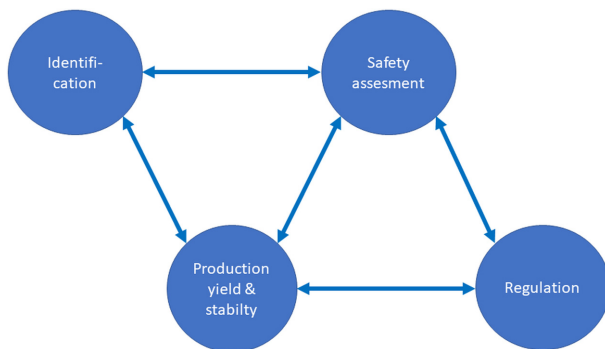 Identifi-
cation
Safety
assesment
Production
yield &
stabilty
Regulation